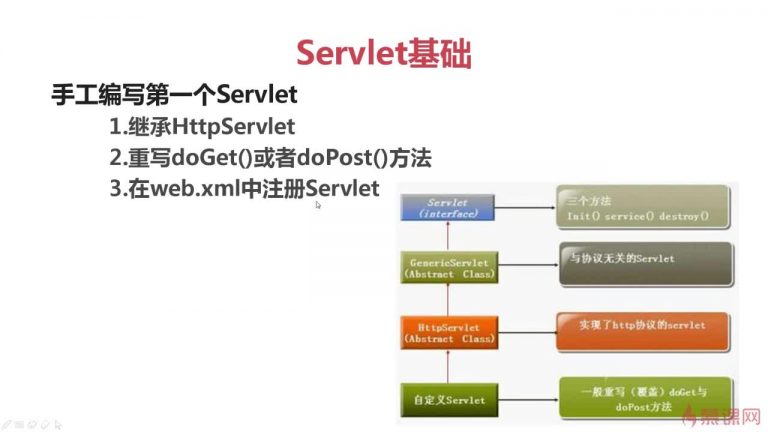 Servlet基础
手工编写第一个Servlet
1.继承HttpServlet
2.重写doGet()或者doPost()方法
3.在web.xml中注册Servlet
Servlet
(interface)
三个方法
Init() service() destroy()
GenericServlet
(Abstract Class)
与协议无关的Servlet
HttpServlet
(Abstract Class)
实现了http协议的servlet
自定义Servlet
一般重写（覆盖）doGet与
doPost方法
慕课网